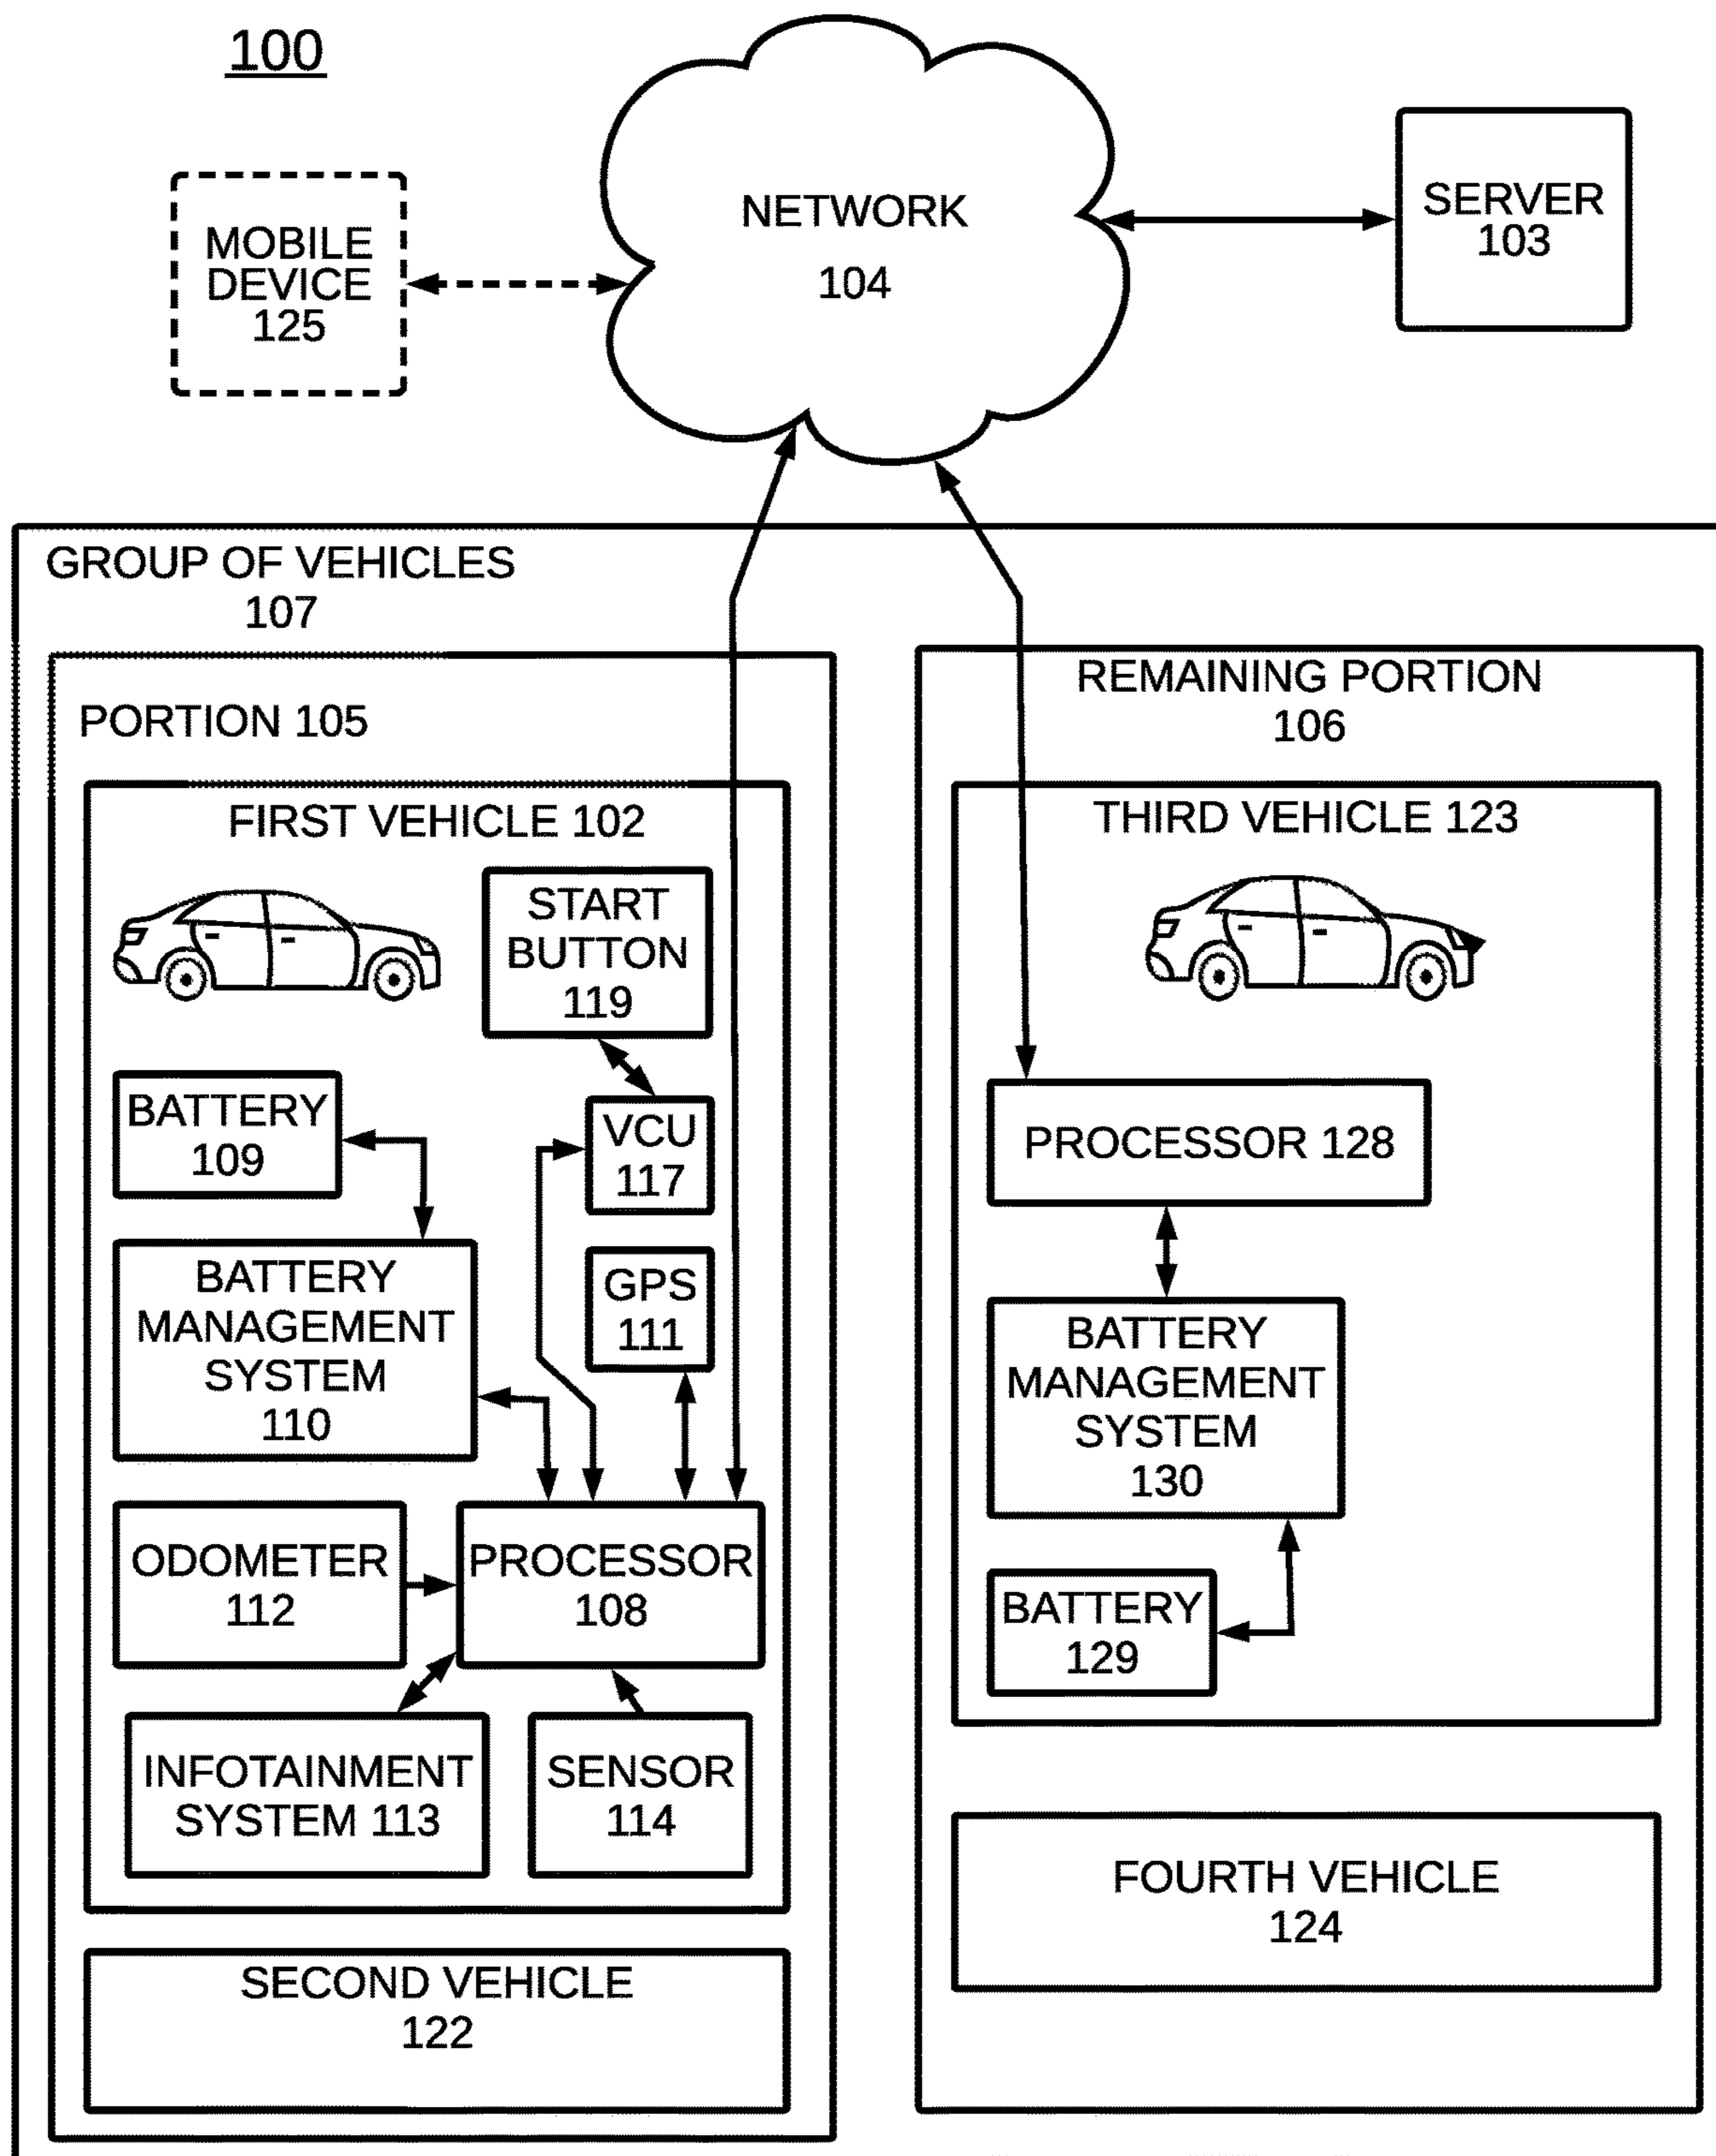 100
NETWORK
104
SERVER
103
MOBILE
DEVICE
125
GROUP OF VEHICLES
107
PORTION 105
FIRST VEHICLE 102
START
BUTTON
119
BATTERY
109
VCU
117
BATTERY
MANAGEMENT
SYSTEM
110
GPS
111
ODOMETER
112
PROCESSOR
108
INFOTAINMENT
SYSTEM 113
SENSOR
114
SECOND VEHICLE
122
REMAINING PORTION
106
THIRD VEHICLE 123
PROCESSOR 128
BATTERY
MANAGEMENT
SYSTEM
130
BATTERY
129
FOURTH VEHICLE
124